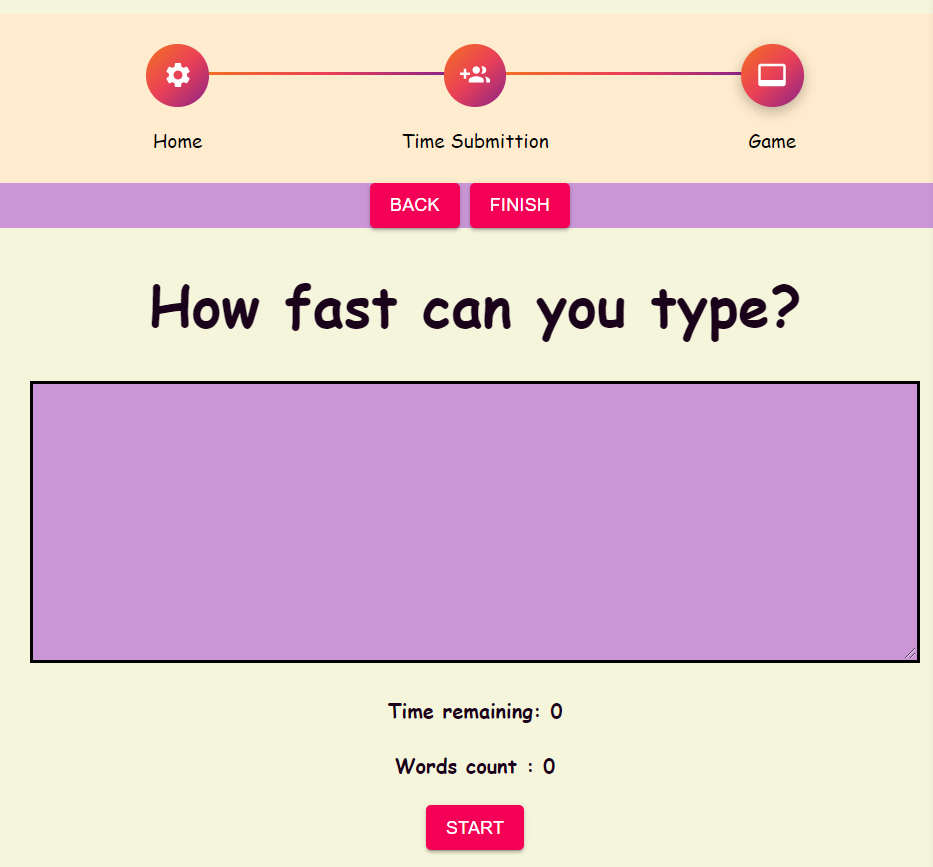 Home Time Submittion Game
BACK FINISH
How fast can you type?
Time remaining: 0
Words count : 0
START